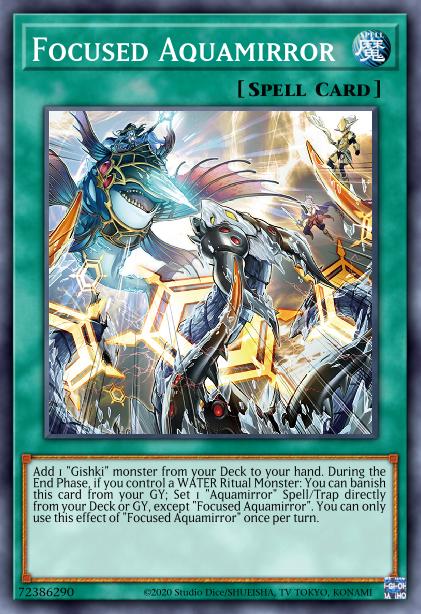 FOCUSED AQUAMIRROR
SPELL
魔
[SPELL CARD]
Add 1 "Gishki" monster from your Deck to your hand. During the
End Phase, if you control a WATER Ritual Monster: You can banish
this card from your GY; Set 1 "Aquamirror" Spell/Trap directly
from your Deck or GY, except "Focused Aquamirror". You can only
use this effect of "Focused Aquamirror" once per turn.
72386290
©2020 Studio Dice/SHUEISHA, TV TOKYO, KONAMI